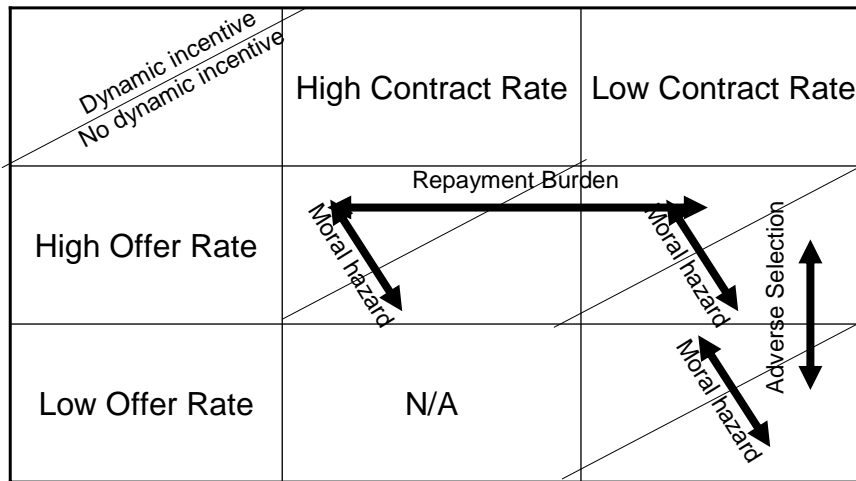 Dynamic incentive
No dynamic incentive
High Contract Rate
Low Contract Rate
High Offer Rate
Repayment Burden
Moral hazard
Moral hazard
Adverse Selection
Low Offer Rate
N/A
Moral hazard